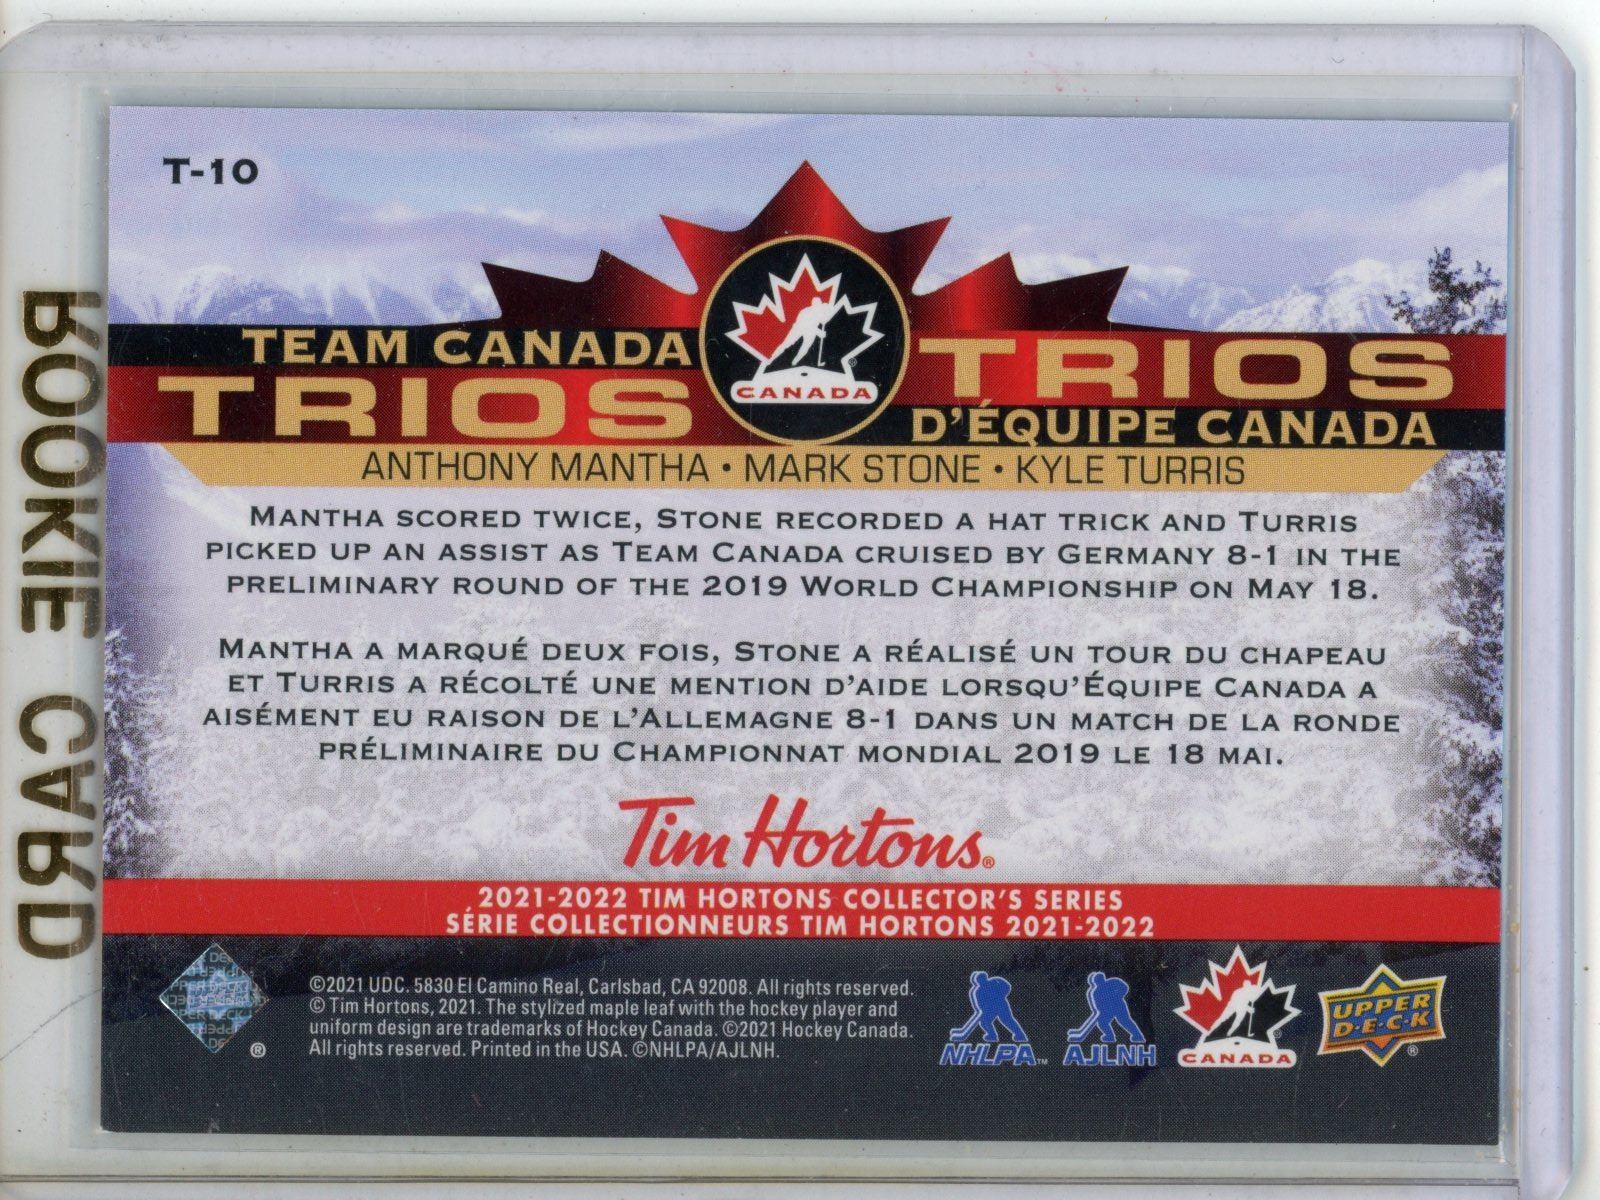 T-10
TEAM CANADA
TRIOS
CANADA
TRIOS
D'ÉQUIPE CANADA
ANTHONY MANTHA • MARK STONE • KYLE TURRIS
MANTHA SCORED TWICE, STONE RECORDED A HAT TRICK AND TURRIS
PICKED UP AN ASSIST AS TEAM CANADA CRUISED BY GERMANY 8-1 IN THE
PRELIMINARY ROUND OF THE 2019 WORLD CHAMPIONSHIP ON MAY 18.
MANTHA A MARQUÉ DEUX FOIS, STONE A RÉALISÉ UN TOUR DU CHAPEAU
ET TURRIS A RÉCOLTÉ UNE MENTION D'AIDE LORSQU'ÉQUIPE CANADA A
AISÉMENT EU RAISON DE L'ALLEMAGNE 8-1 DANS UN MATCH DE LA RONDE
PRÉLIMINAIRE DU CHAMPIONNAT MONDIAL 2019 LE 18 MAI.
Tim Hortons®
2021-2022 TIM HORTONS COLLECTOR'S SERIES
SÉRIE COLLECTIONNEURS TIM HORTONS 2021-2022
©2021 UDC. 5830 El Camino Real, Carlsbad, CA 92008. All rights reserved.
© Tim Hortons, 2021. The stylized maple leaf with the hockey player and
uniform design are trademarks of Hockey Canada. ©2021 Hockey Canada.
All rights reserved. Printed in the USA. ©NHLPA/AJLNH.
NHLPA™
AJLNH
CANADA
UPPER
D•E•C•K
®
ROOKIE CARD